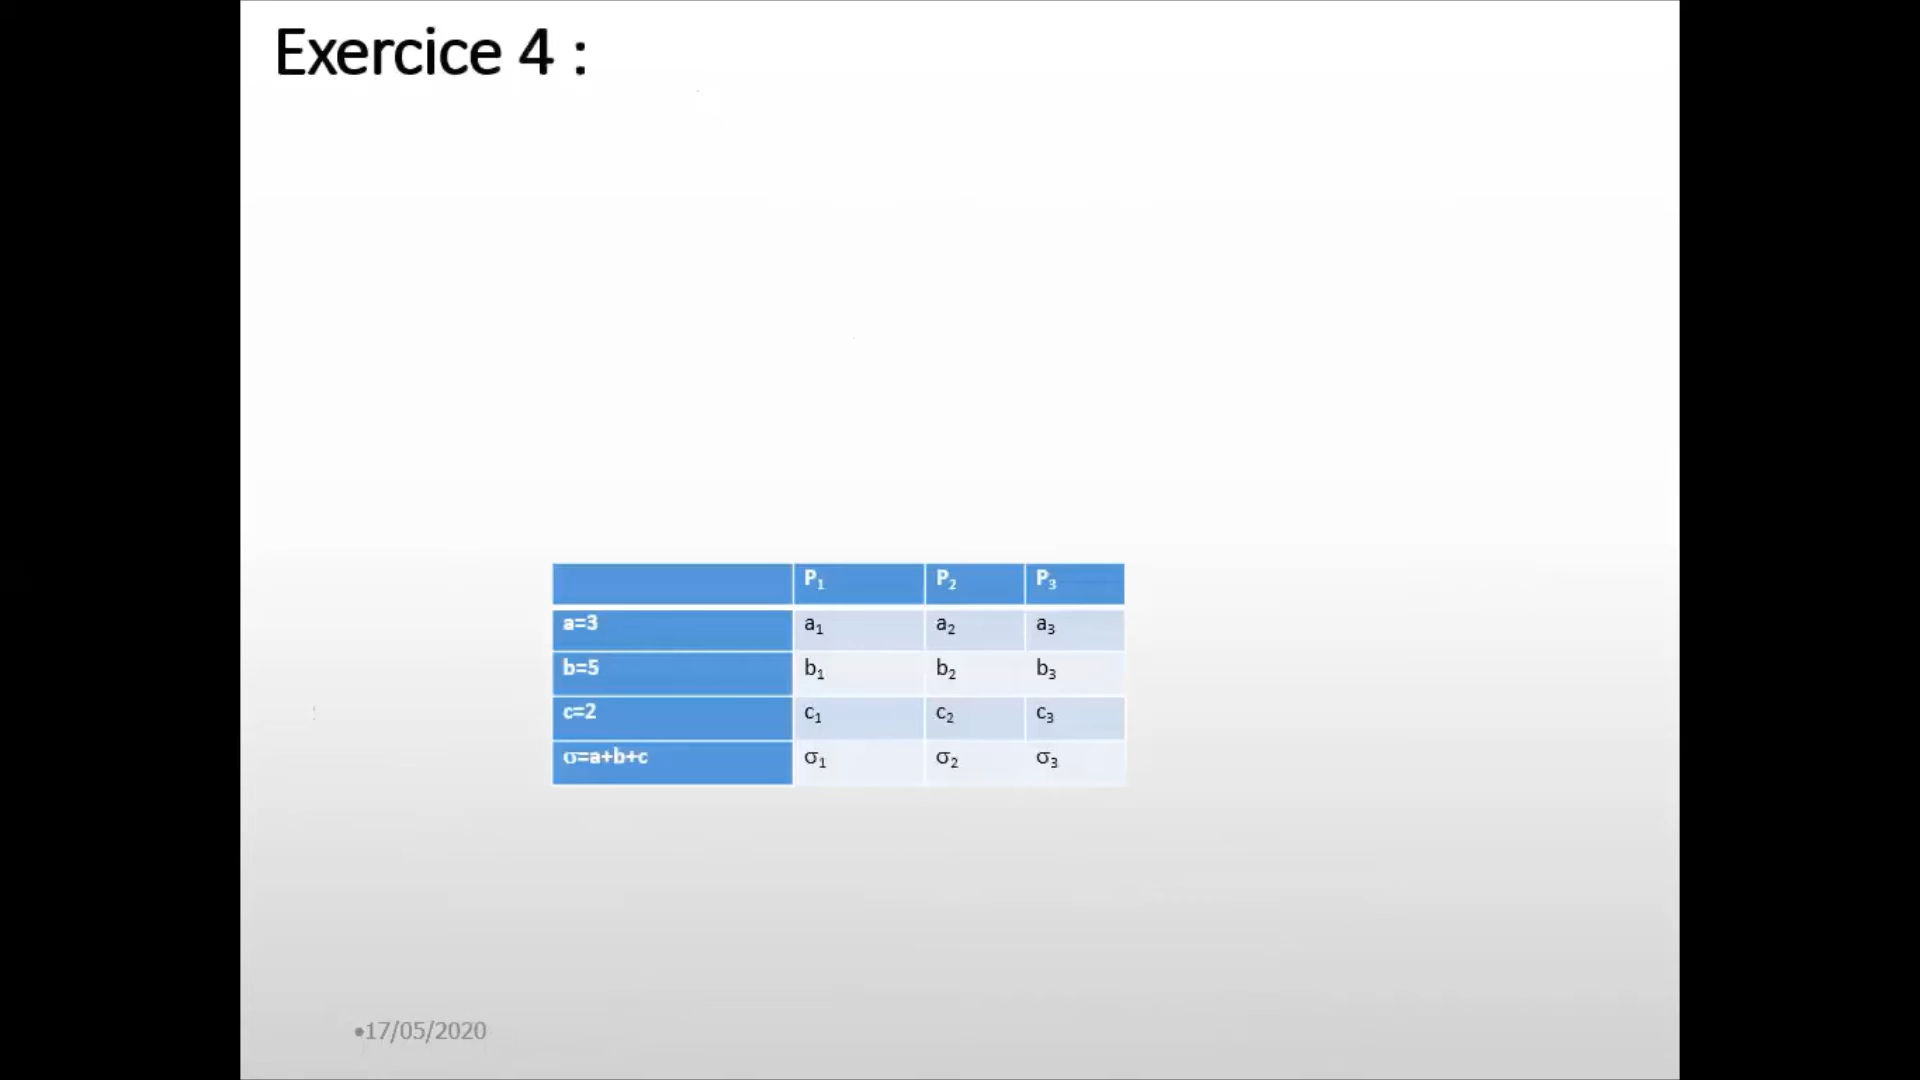 Exercice 4 :
P₁ P₂ P₃
a=3 a₁ a₂ a₃
b=5 b₁ b₂ b₃
c=2 c₁ c₂ c₃
σ=a+b+c σ₁ σ₂ σ₃
•17/05/2020